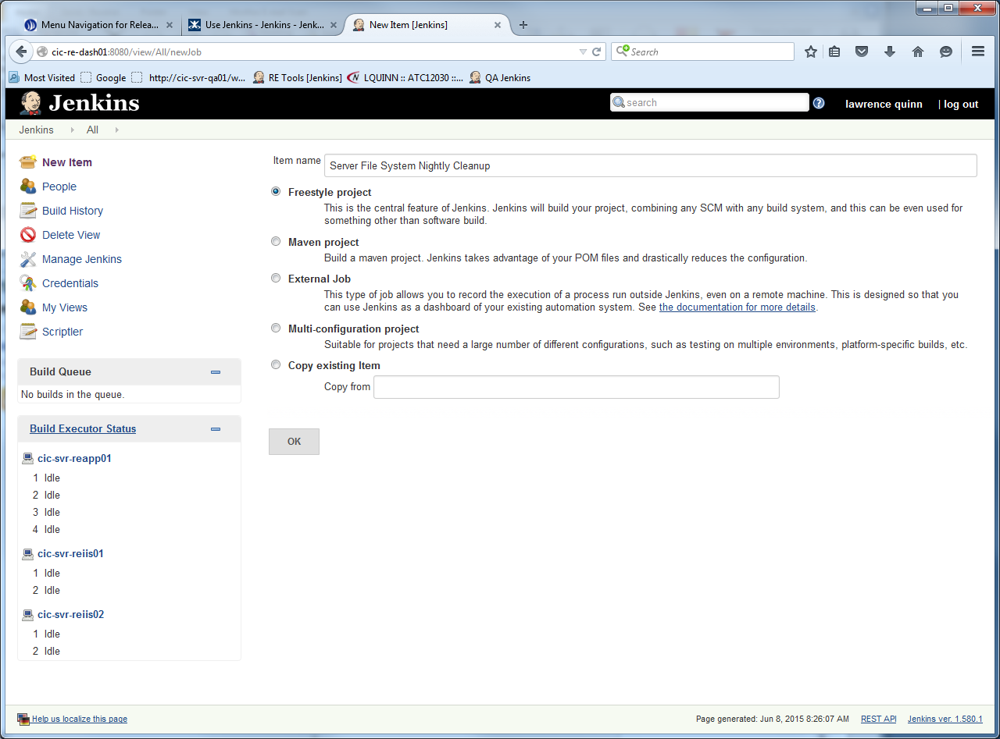 Menu Navigation for Relea...
Use Jenkins - Jenkins - Jenk...
New Item [Jenkins]
cic-re-dash01:8080/view/All/newJob
Search
Most Visited
Google
http://cic-svr-qa01/w...
RE Tools [Jenkins]
LQUINN :: ATC12030 ::...
QA Jenkins
Jenkins
search
lawrence quinn
| log out
Jenkins
All
New Item
People
Build History
Delete View
Manage Jenkins
Credentials
My Views
Scriptler
Build Queue
No builds in the queue.
Build Executor Status
cic-svr-reapp01
1 Idle
2 Idle
3 Idle
4 Idle
cic-svr-reiis01
1 Idle
2 Idle
cic-svr-reiis02
1 Idle
2 Idle
Item name
Server File System Nightly Cleanup
Freestyle project
This is the central feature of Jenkins. Jenkins will build your project, combining any SCM with any build system, and this can be even used for
something other than software build.
Maven project
Build a maven project. Jenkins takes advantage of your POM files and drastically reduces the configuration.
External Job
This type of job allows you to record the execution of a process run outside Jenkins, even on a remote machine. This is designed so that you
can use Jenkins as a dashboard of your existing automation system. See the documentation for more details.
Multi-configuration project
Suitable for projects that need a large number of different configurations, such as testing on multiple environments, platform-specific builds, etc.
Copy existing Item
Copy from
OK
Help us localize this page
Page generated: Jun 8, 2015 8:26:07 AM
REST API
Jenkins ver. 1.580.1